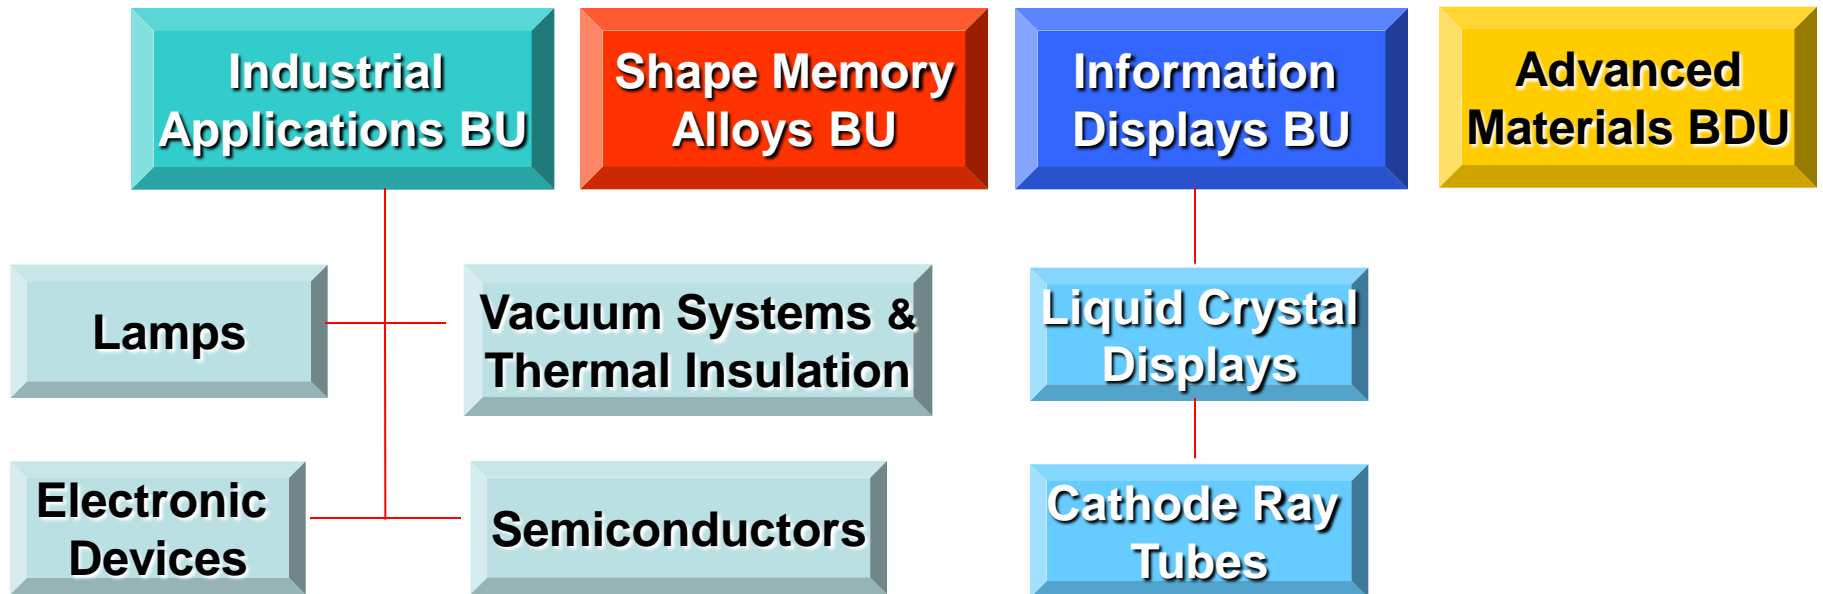 Industrial
Applications BU
Shape Memory
Alloys BU
Information
Displays BU
Advanced
Materials BDU
Lamps
Vacuum Systems &
Thermal Insulation
Liquid Crystal
Displays
Electronic
Devices
Semiconductors
Cathode Ray
Tubes